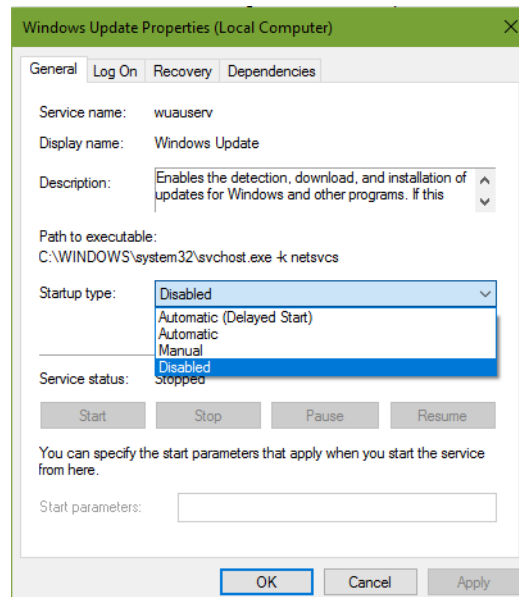 Windows Update Properties (Local Computer)
General Log On Recovery Dependencies
Service name: wuauserv
Display name: Windows Update
Description: Enables the detection, download, and installation of
updates for Windows and other programs. If this
Path to executable:
C:\WINDOWS\system32\svchost.exe -k netsvcs
Startup type: Disabled
Automatic (Delayed Start)
Automatic
Manual
Disabled
Service status: Stopped
Start Stop Pause Resume
You can specify the start parameters that apply when you start the service
from here.
Start parameters:
OK Cancel Apply